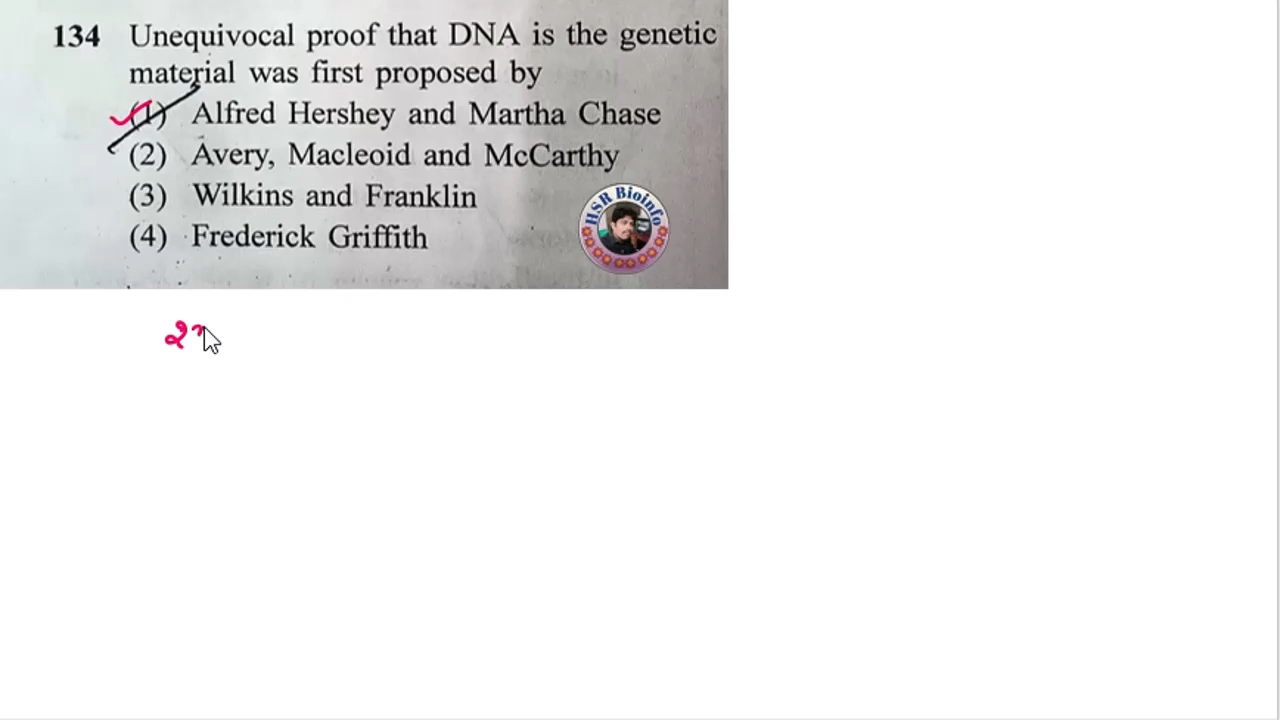 134 Unequivocal proof that DNA is the genetic
material was first proposed by
(1) Alfred Hershey and Martha Chase
(2) Avery, Macleoid and McCarthy
(3) Wilkins and Franklin
(4) Frederick Griffith
HSR Bioinfo